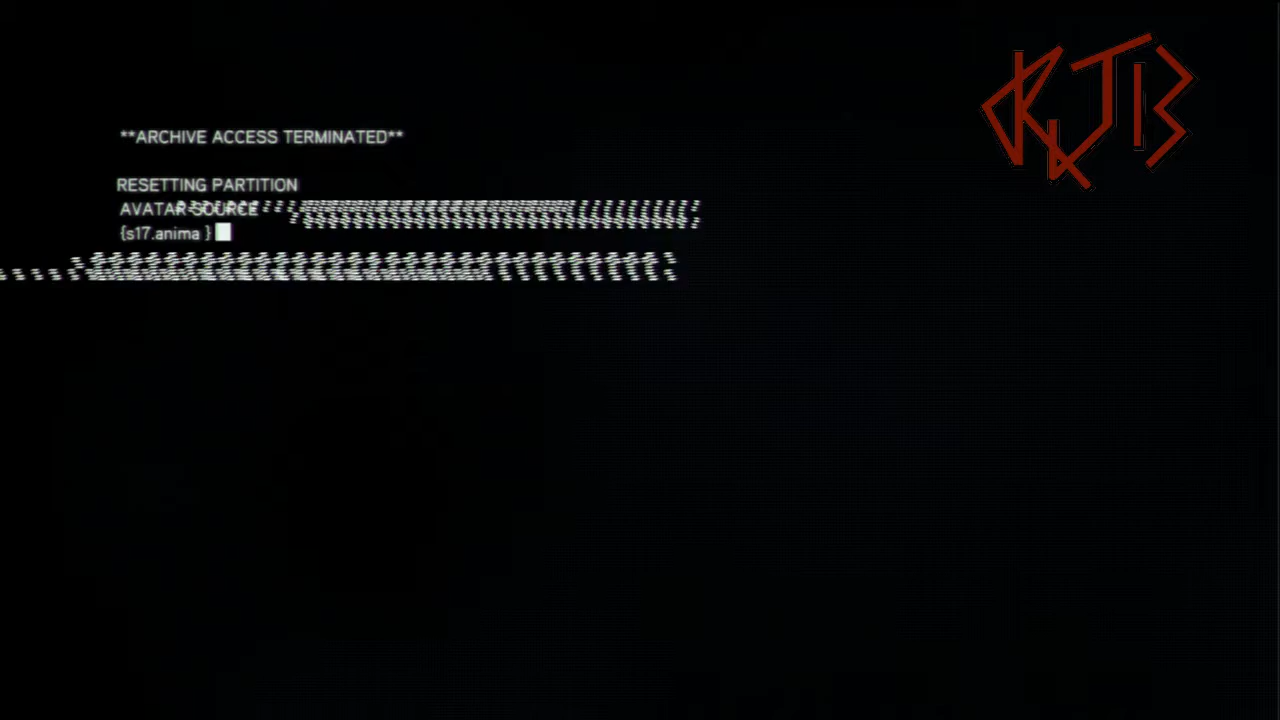 **ARCHIVE ACCESS TERMINATED**
RESETTING PARTITION
AVATAR SOURCE
{s17.anima }